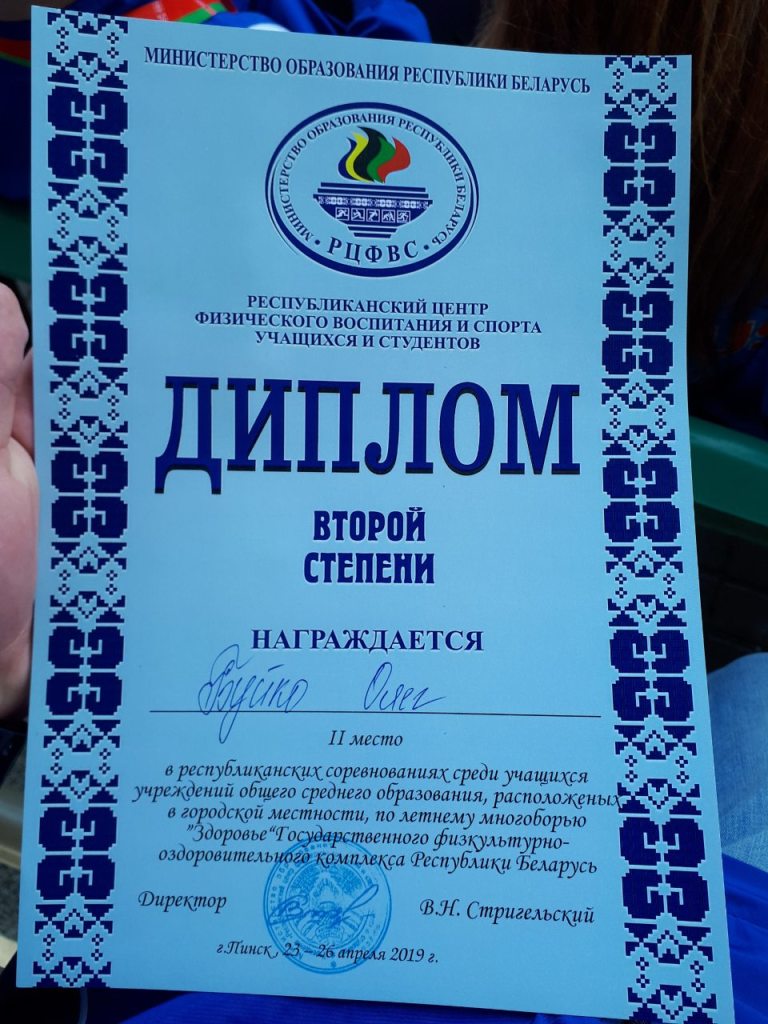 МИНИСТЕРСТВО ОБРАЗОВАНИЯ РЕСПУБЛИКИ БЕЛАРУСЬ
МИНИСТЕРСТВО ОБРАЗОВАНИЯ РЕСПУБЛИКИ БЕЛАРУСЬ
• РЦФВС •
РЕСПУБЛИКАНСКИЙ ЦЕНТР
ФИЗИЧЕСКОГО ВОСПИТАНИЯ И СПОРТА
УЧАЩИХСЯ И СТУДЕНТОВ
ДИПЛОМ
ВТОРОЙ
СТЕПЕНИ
НАГРАЖДАЕТСЯ
Буйко Олег
II место
в республиканских соревнованиях среди учащихся
учреждений общего среднего образования, расположеных
в городской местности, по летнему многоборью
"Здоровье"Государственного физкультурно-
оздоровительного комплекса Республики Беларусь
Директор В.Н. Стригельский
г.Пинск , 23 – 26 апреля 2019 г.